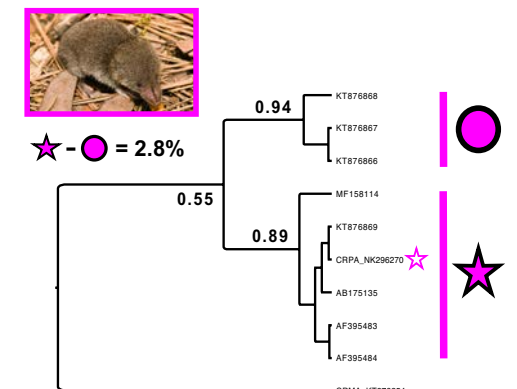 KT876868
0.94
KT876867
- = 2.8%
KT876866
MF158114
0.55
KT876869
0.89
CRPA_NK296270
AB175135
AF395483
AF395484